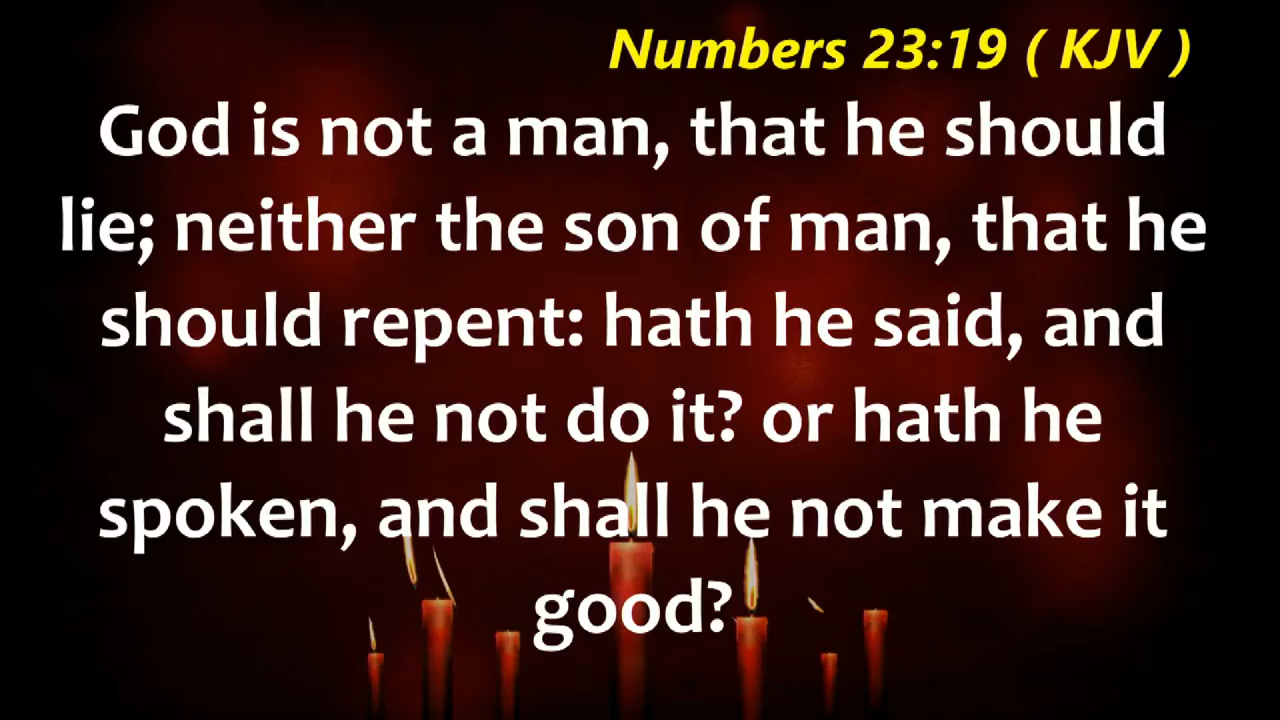 Numbers 23:19 ( KJV )
God is not a man, that he should
lie; neither the son of man, that he
should repent: hath he said, and
shall he not do it? or hath he
spoken, and shall he not make it
good?